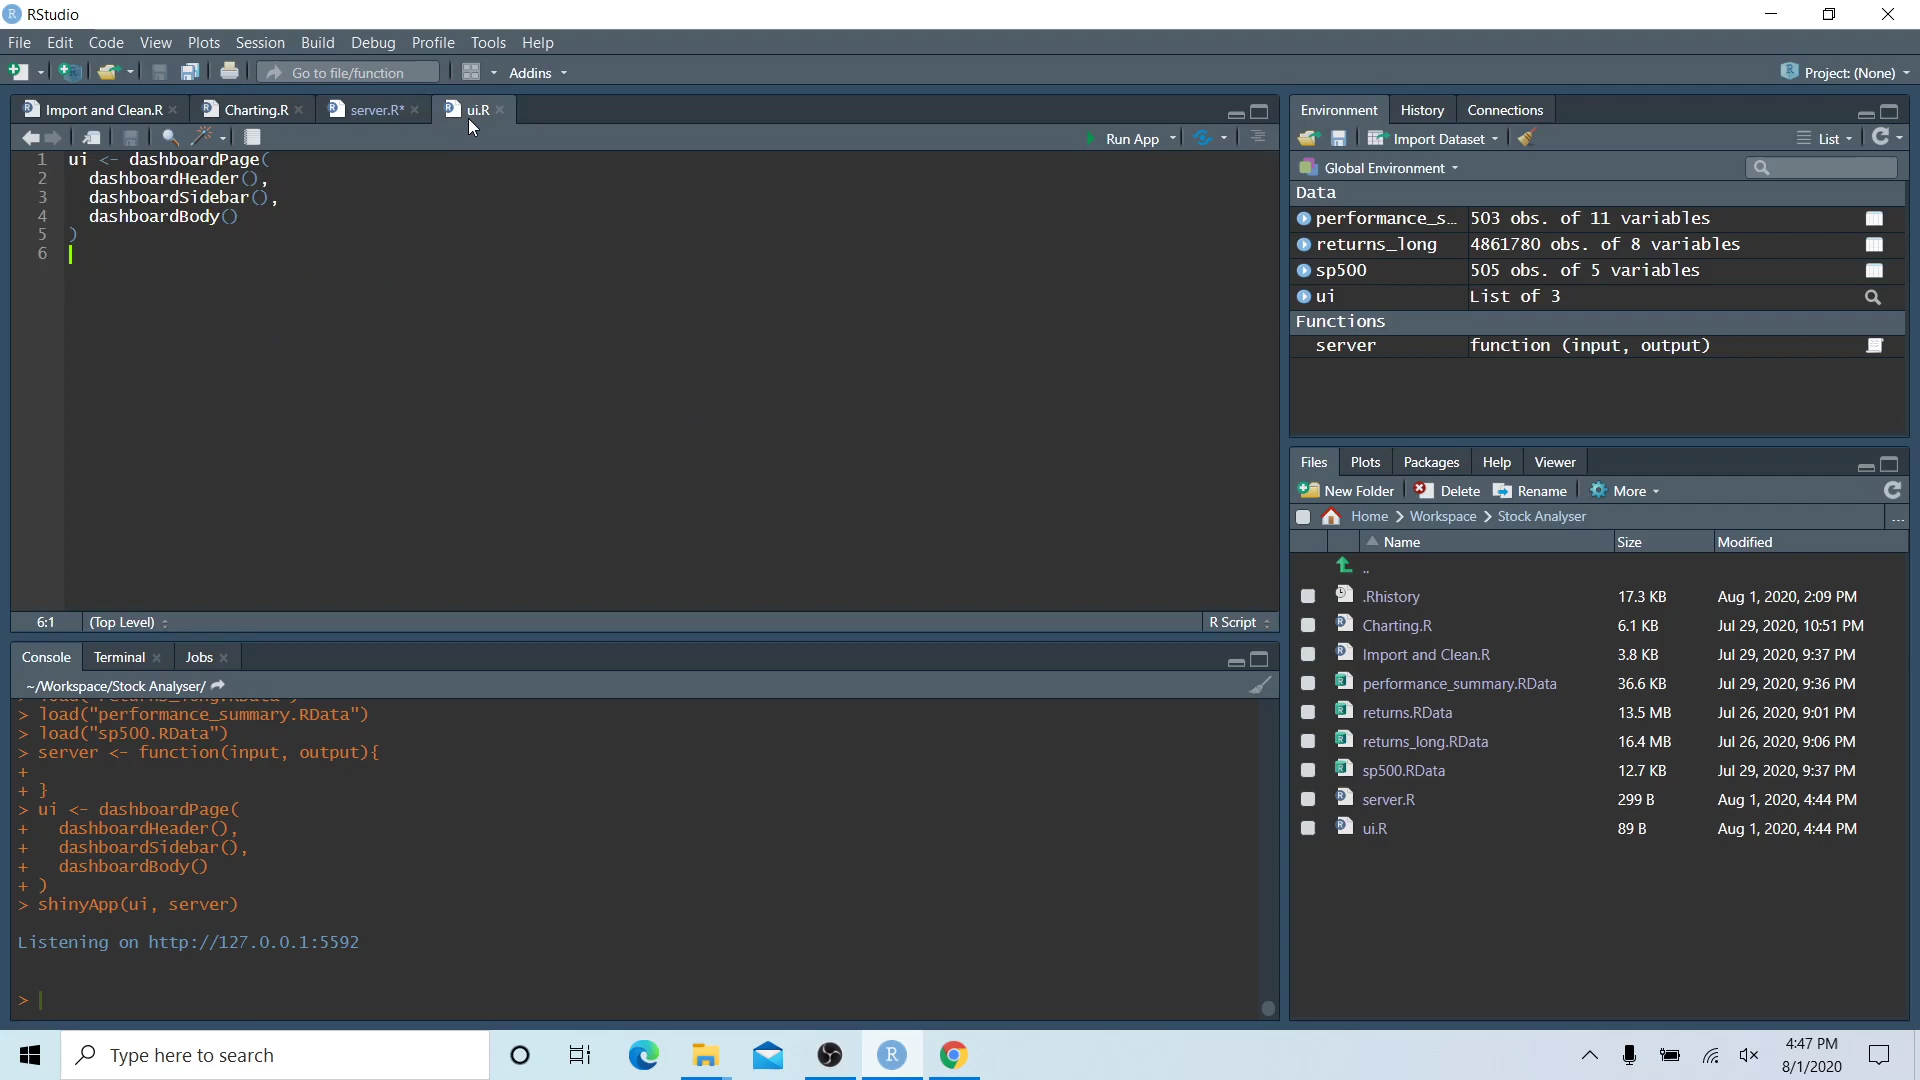 RStudio
File Edit Code View Plots Session Build Debug Profile Tools Help
Go to file/function Addins Project: (None)
Import and Clean.R Charting.R server.R* ui.R
Run App
1 ui <- dashboardPage(
2 dashboardHeader(),
3 dashboardSidebar(),
4 dashboardBody()
5 )
6
6:1 (Top Level) R Script
Console Terminal Jobs
~/Workspace/Stock Analyser/
> load("performance_summary.RData")
> load("sp500.RData")
> server <- function(input, output){
+
+ }
> ui <- dashboardPage(
+ dashboardHeader(),
+ dashboardSidebar(),
+ dashboardBody()
+ )
> shinyApp(ui, server)
Listening on http://127.0.0.1:5592
>
Environment History Connections
Import Dataset List
Global Environment
Data
performance_s… 503 obs. of 11 variables
returns_long 4861780 obs. of 8 variables
sp500 505 obs. of 5 variables
ui List of 3
Functions
server function (input, output)
Files Plots Packages Help Viewer
New Folder Delete Rename More
Home Workspace Stock Analyser ...
Name Size Modified
..
.Rhistory 17.3 KB Aug 1, 2020, 2:09 PM
Charting.R 6.1 KB Jul 29, 2020, 10:51 PM
Import and Clean.R 3.8 KB Jul 29, 2020, 9:37 PM
performance_summary.RData 36.6 KB Jul 29, 2020, 9:36 PM
returns.RData 13.5 MB Jul 26, 2020, 9:01 PM
returns_long.RData 16.4 MB Jul 26, 2020, 9:06 PM
sp500.RData 12.7 KB Jul 29, 2020, 9:37 PM
server.R 299 B Aug 1, 2020, 4:44 PM
ui.R 89 B Aug 1, 2020, 4:44 PM
Type here to search
4:47 PM
8/1/2020